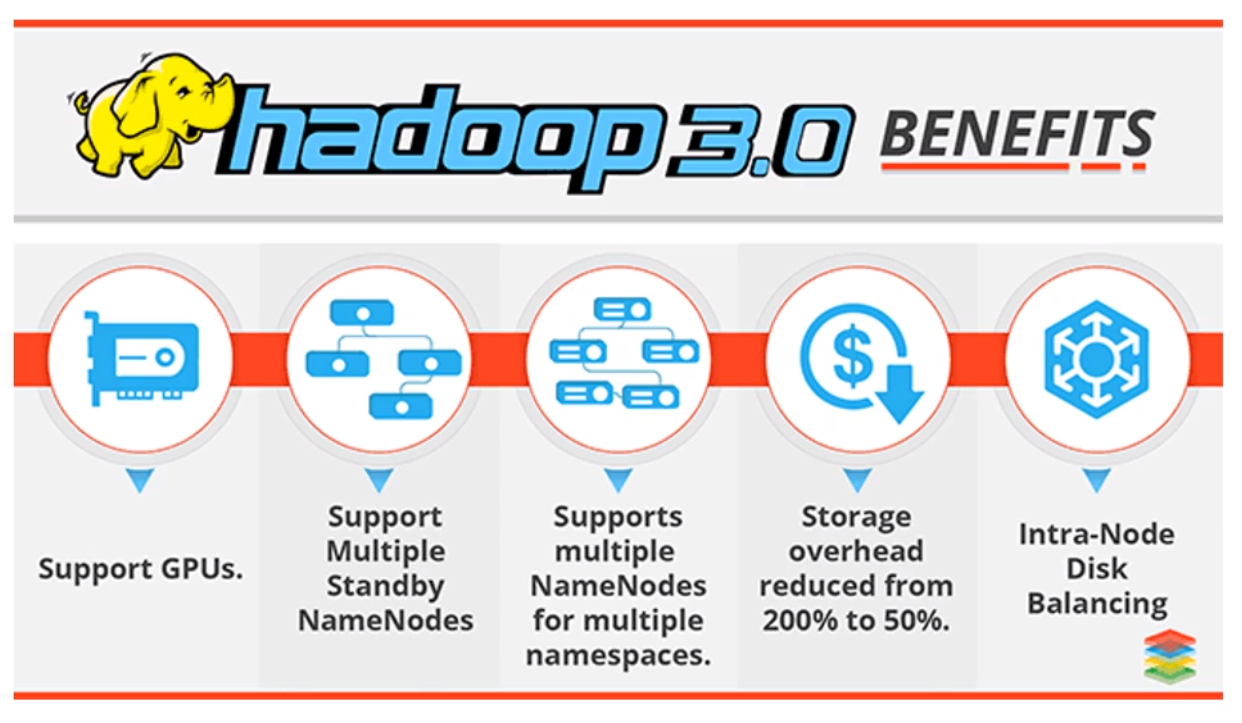 hadoop 3.0 BENEFITS
Support GPUs.
Support
Multiple
Standby
NameNodes
Supports
multiple
NameNodes
for multiple
namespaces.
Storage
overhead
reduced from
200% to 50%.
Intra-Node
Disk
Balancing